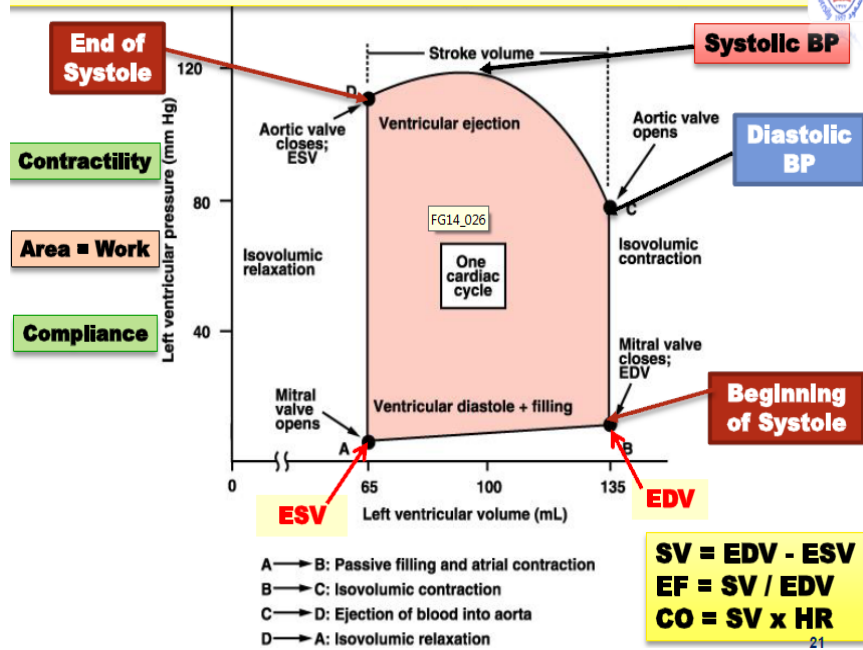 End of
Systole
Stroke volume
Systolic BP
120
D
Aortic valve
closes;
ESV
Ventricular ejection
Aortic valve
opens
Diastolic
BP
Contractility
80
C
FG14_026
Area = Work
Isovolumic
relaxation
One
cardiac
cycle
Isovolumic
contraction
Left ventricular pressure (mm Hg)
Compliance
40
Mitral valve
closes;
EDV
Mitral
valve
opens
Ventricular diastole + filling
Beginning
of Systole
A
B
0
65
100
135
ESV
EDV
Left ventricular volume (mL)
A → B: Passive filling and atrial contraction
B → C: Isovolumic contraction
C → D: Ejection of blood into aorta
D → A: Isovolumic relaxation
SV = EDV - ESV
EF = SV / EDV
CO = SV x HR
21